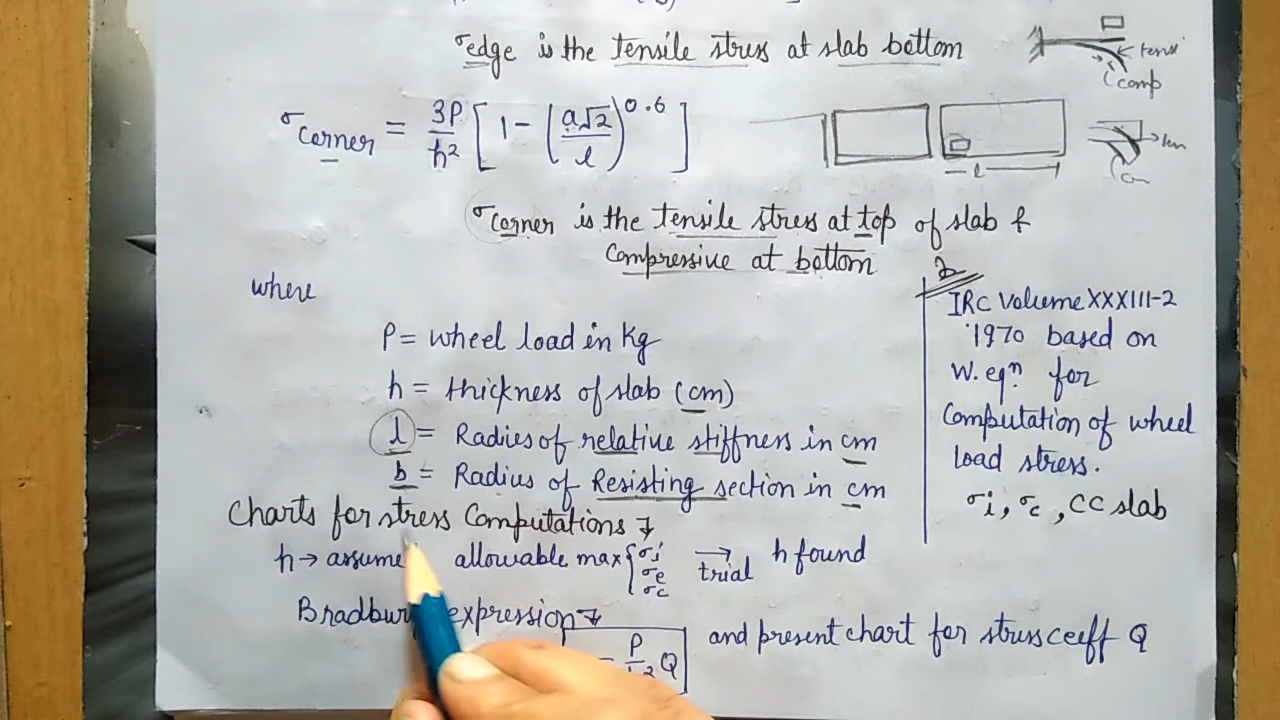 σedge is the tensile stress at slab bottom
tens
comp
σcorner = 3P/h² [1 - (a√2/l)^0.6]
l
σcorner is the tensile stress at top of slab &
compressive at bottom
where
P = wheel load in Kg
h = thickness of slab (cm)
l = Radies of relative stiffness in cm
b = Radius of Resisting section in cm
IRC Volume XXXIII-2
1970 based on
W. eqn. for
Computation of wheel
load stress.
σi, σc, CC slab
Charts for stress Computations
h → assume allowable max { σi σe σc → trial h found
Bradbury expression
P Q and present chart for stress ceeff Q